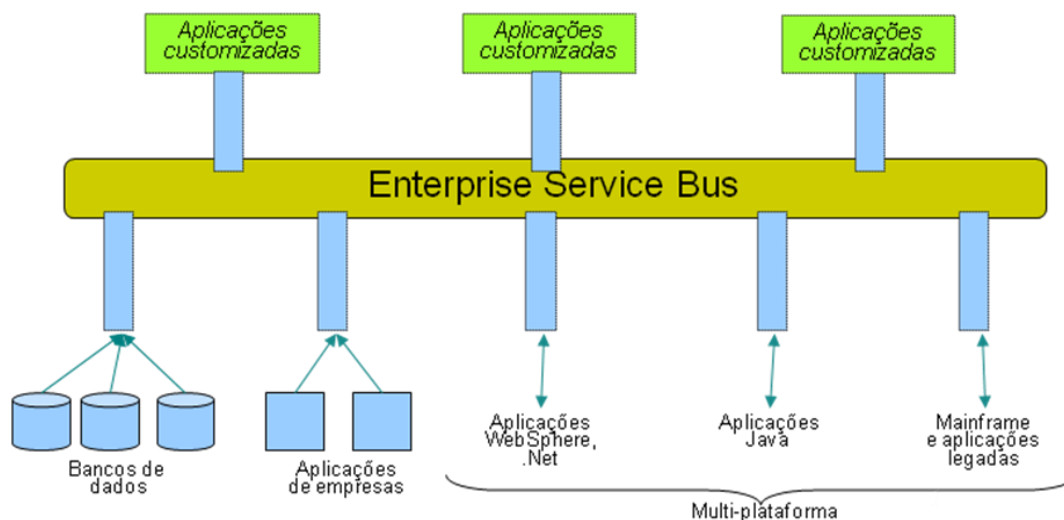 Aplicações
customizadas
Aplicações
customizadas
Aplicações
customizadas
Enterprise Service Bus
Bancos de
dados
Aplicações
de empresas
Aplicações
WebSphere,
.Net
Aplicações
Java
Mainframe
e aplicações
legadas
Multi-plataforma